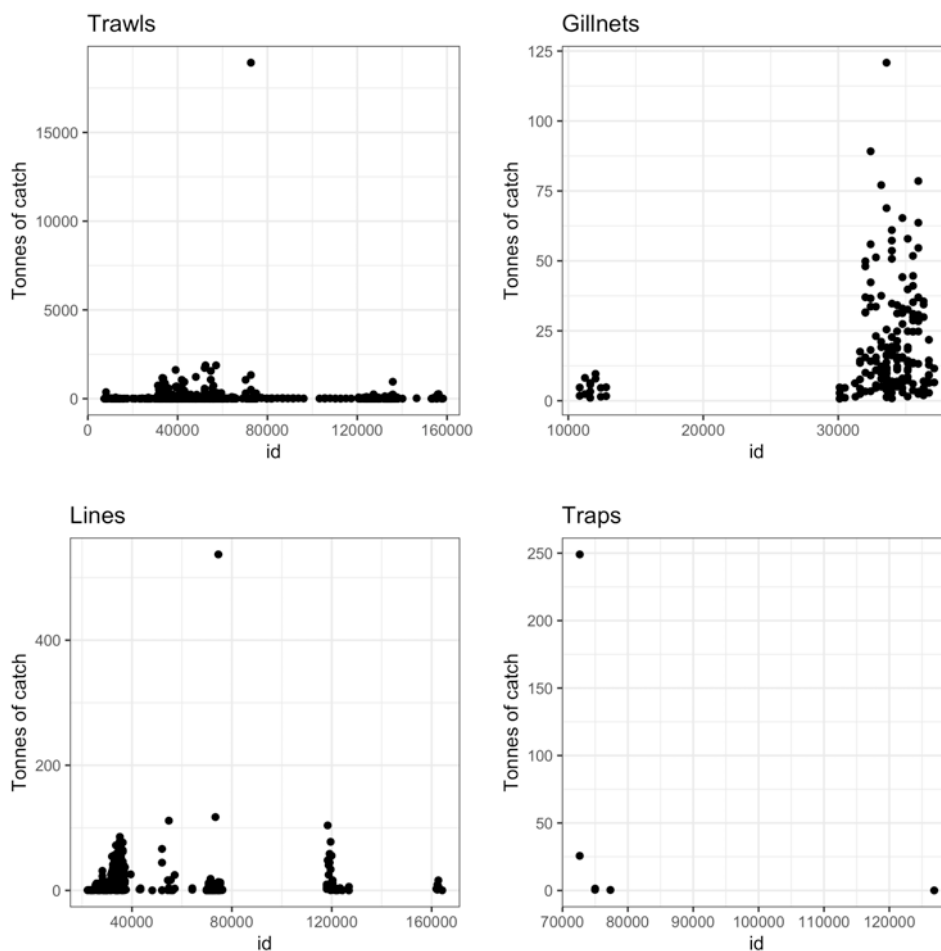 Trawls
Tonnes of catch
15000
10000
5000
0
0 40000 80000 120000 160000
id
Gillnets
Tonnes of catch
125
100
75
50
25
0
10000 20000 30000
id
Lines
Tonnes of catch
400
200
0
40000 80000 120000 160000
id
Traps
Tonnes of catch
250
200
150
100
50
0
70000 80000 90000 100000 110000 120000
id